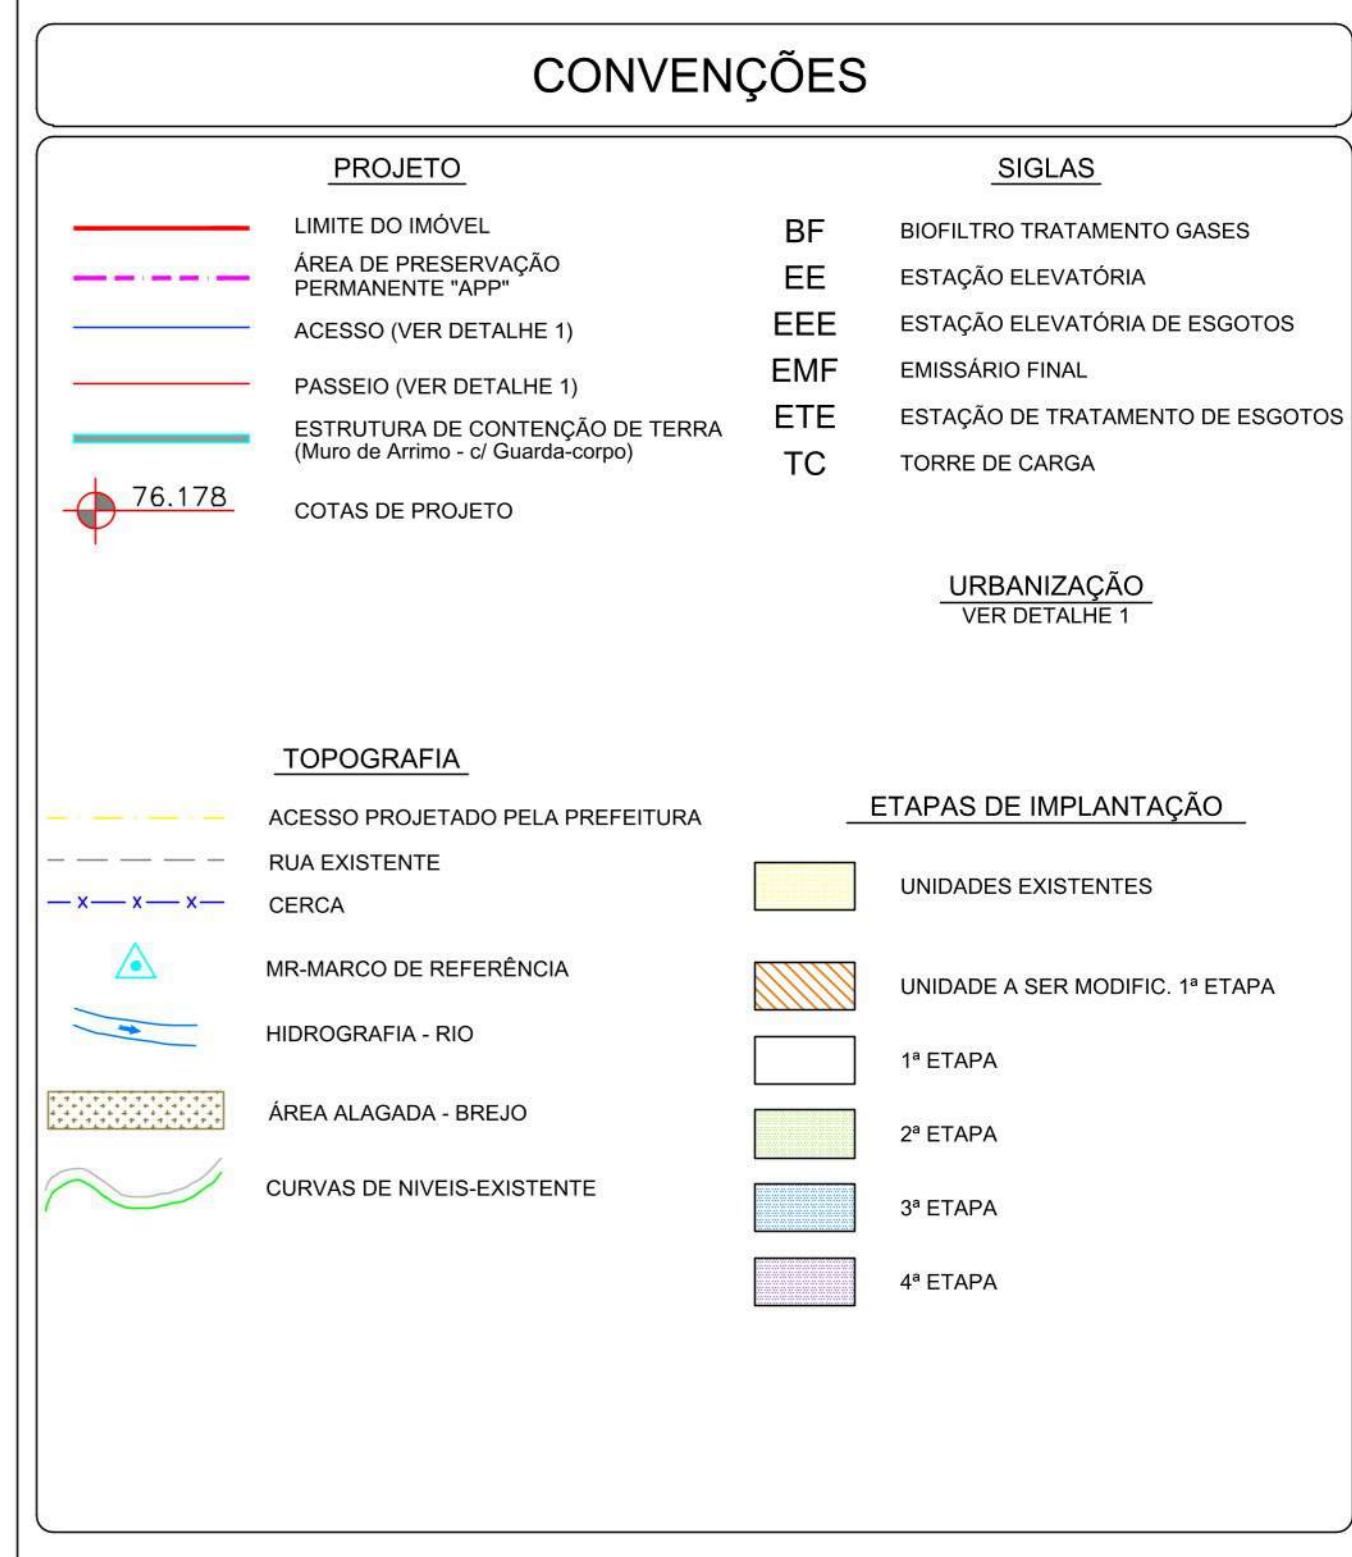 CONVENÇÕES
PROJETO
LIMITE DO IMÓVEL
ÁREA DE PRESERVAÇÃO
PERMANENTE "APP"
ACESSO (VER DETALHE 1)
PASSEIO (VER DETALHE 1)
ESTRUTURA DE CONTENÇÃO DE TERRA
(Muro de Arrimo - c/ Guarda-corpo)
76.178
COTAS DE PROJETO
SIGLAS
BF BIOFILTRO TRATAMENTO GASES
EE ESTAÇÃO ELEVATÓRIA
EEE ESTAÇÃO ELEVATÓRIA DE ESGOTOS
EMF EMISSÁRIO FINAL
ETE ESTAÇÃO DE TRATAMENTO DE ESGOTOS
TC TORRE DE CARGA
URBANIZAÇÃO
VER DETALHE 1
TOPOGRAFIA
ACESSO PROJETADO PELA PREFEITURA
RUA EXISTENTE
x x x CERCA
MR-MARCO DE REFERÊNCIA
HIDROGRAFIA - RIO
ÁREA ALAGADA - BREJO
CURVAS DE NIVEIS-EXISTENTE
ETAPAS DE IMPLANTAÇÃO
UNIDADES EXISTENTES
UNIDADE A SER MODIFIC. 1ª ETAPA
1ª ETAPA
2ª ETAPA
3ª ETAPA
4ª ETAPA